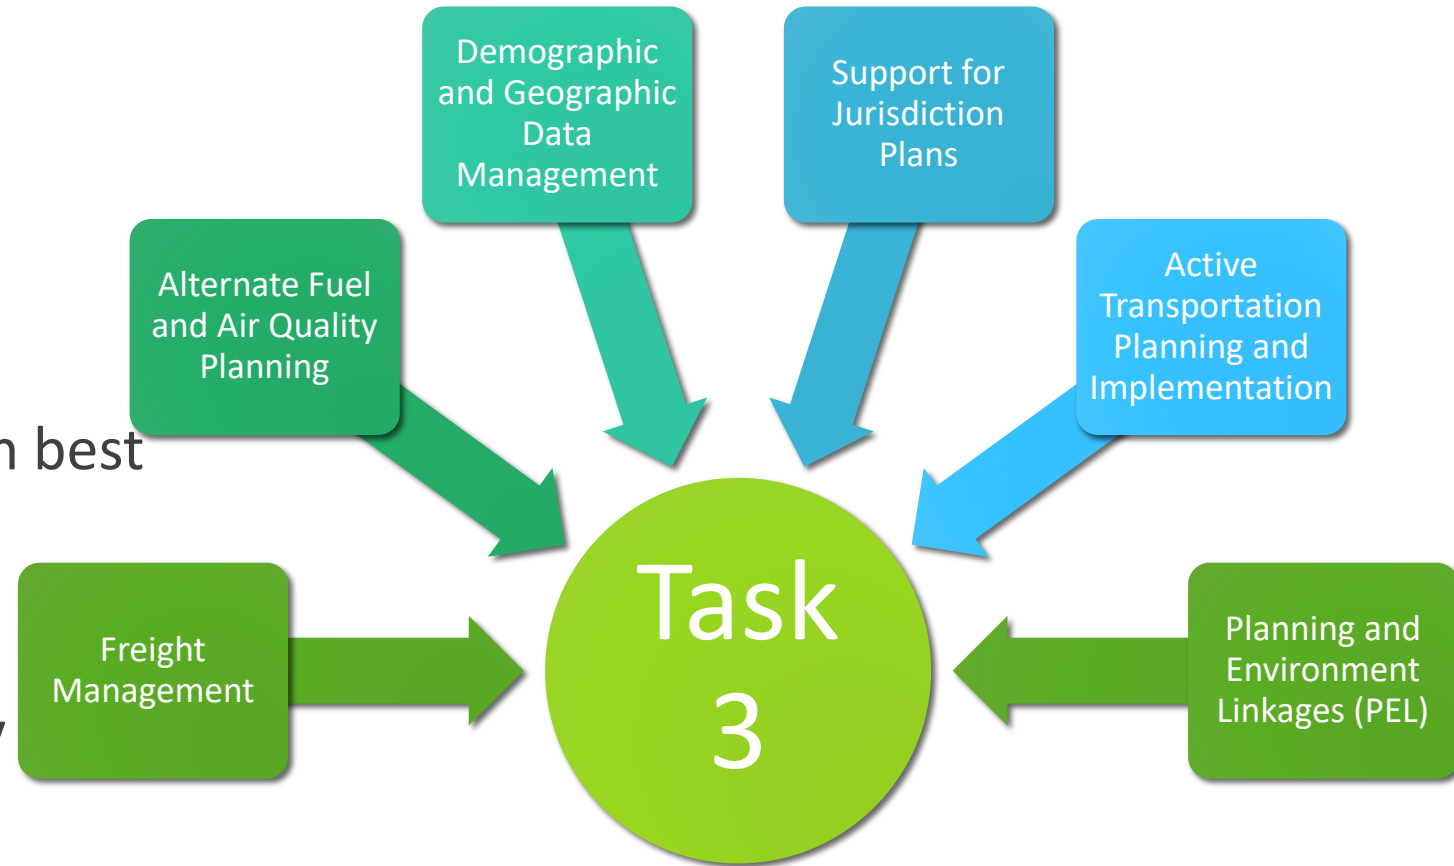 Demographic
and Geographic
Data
Management
Support for
Jurisdiction
Plans
Alternate Fuel
and Air Quality
Planning
Active
Transportation
Planning and
Implementation
best
Freight
Management
Task
3
Planning and
Environment
Linkages (PEL)